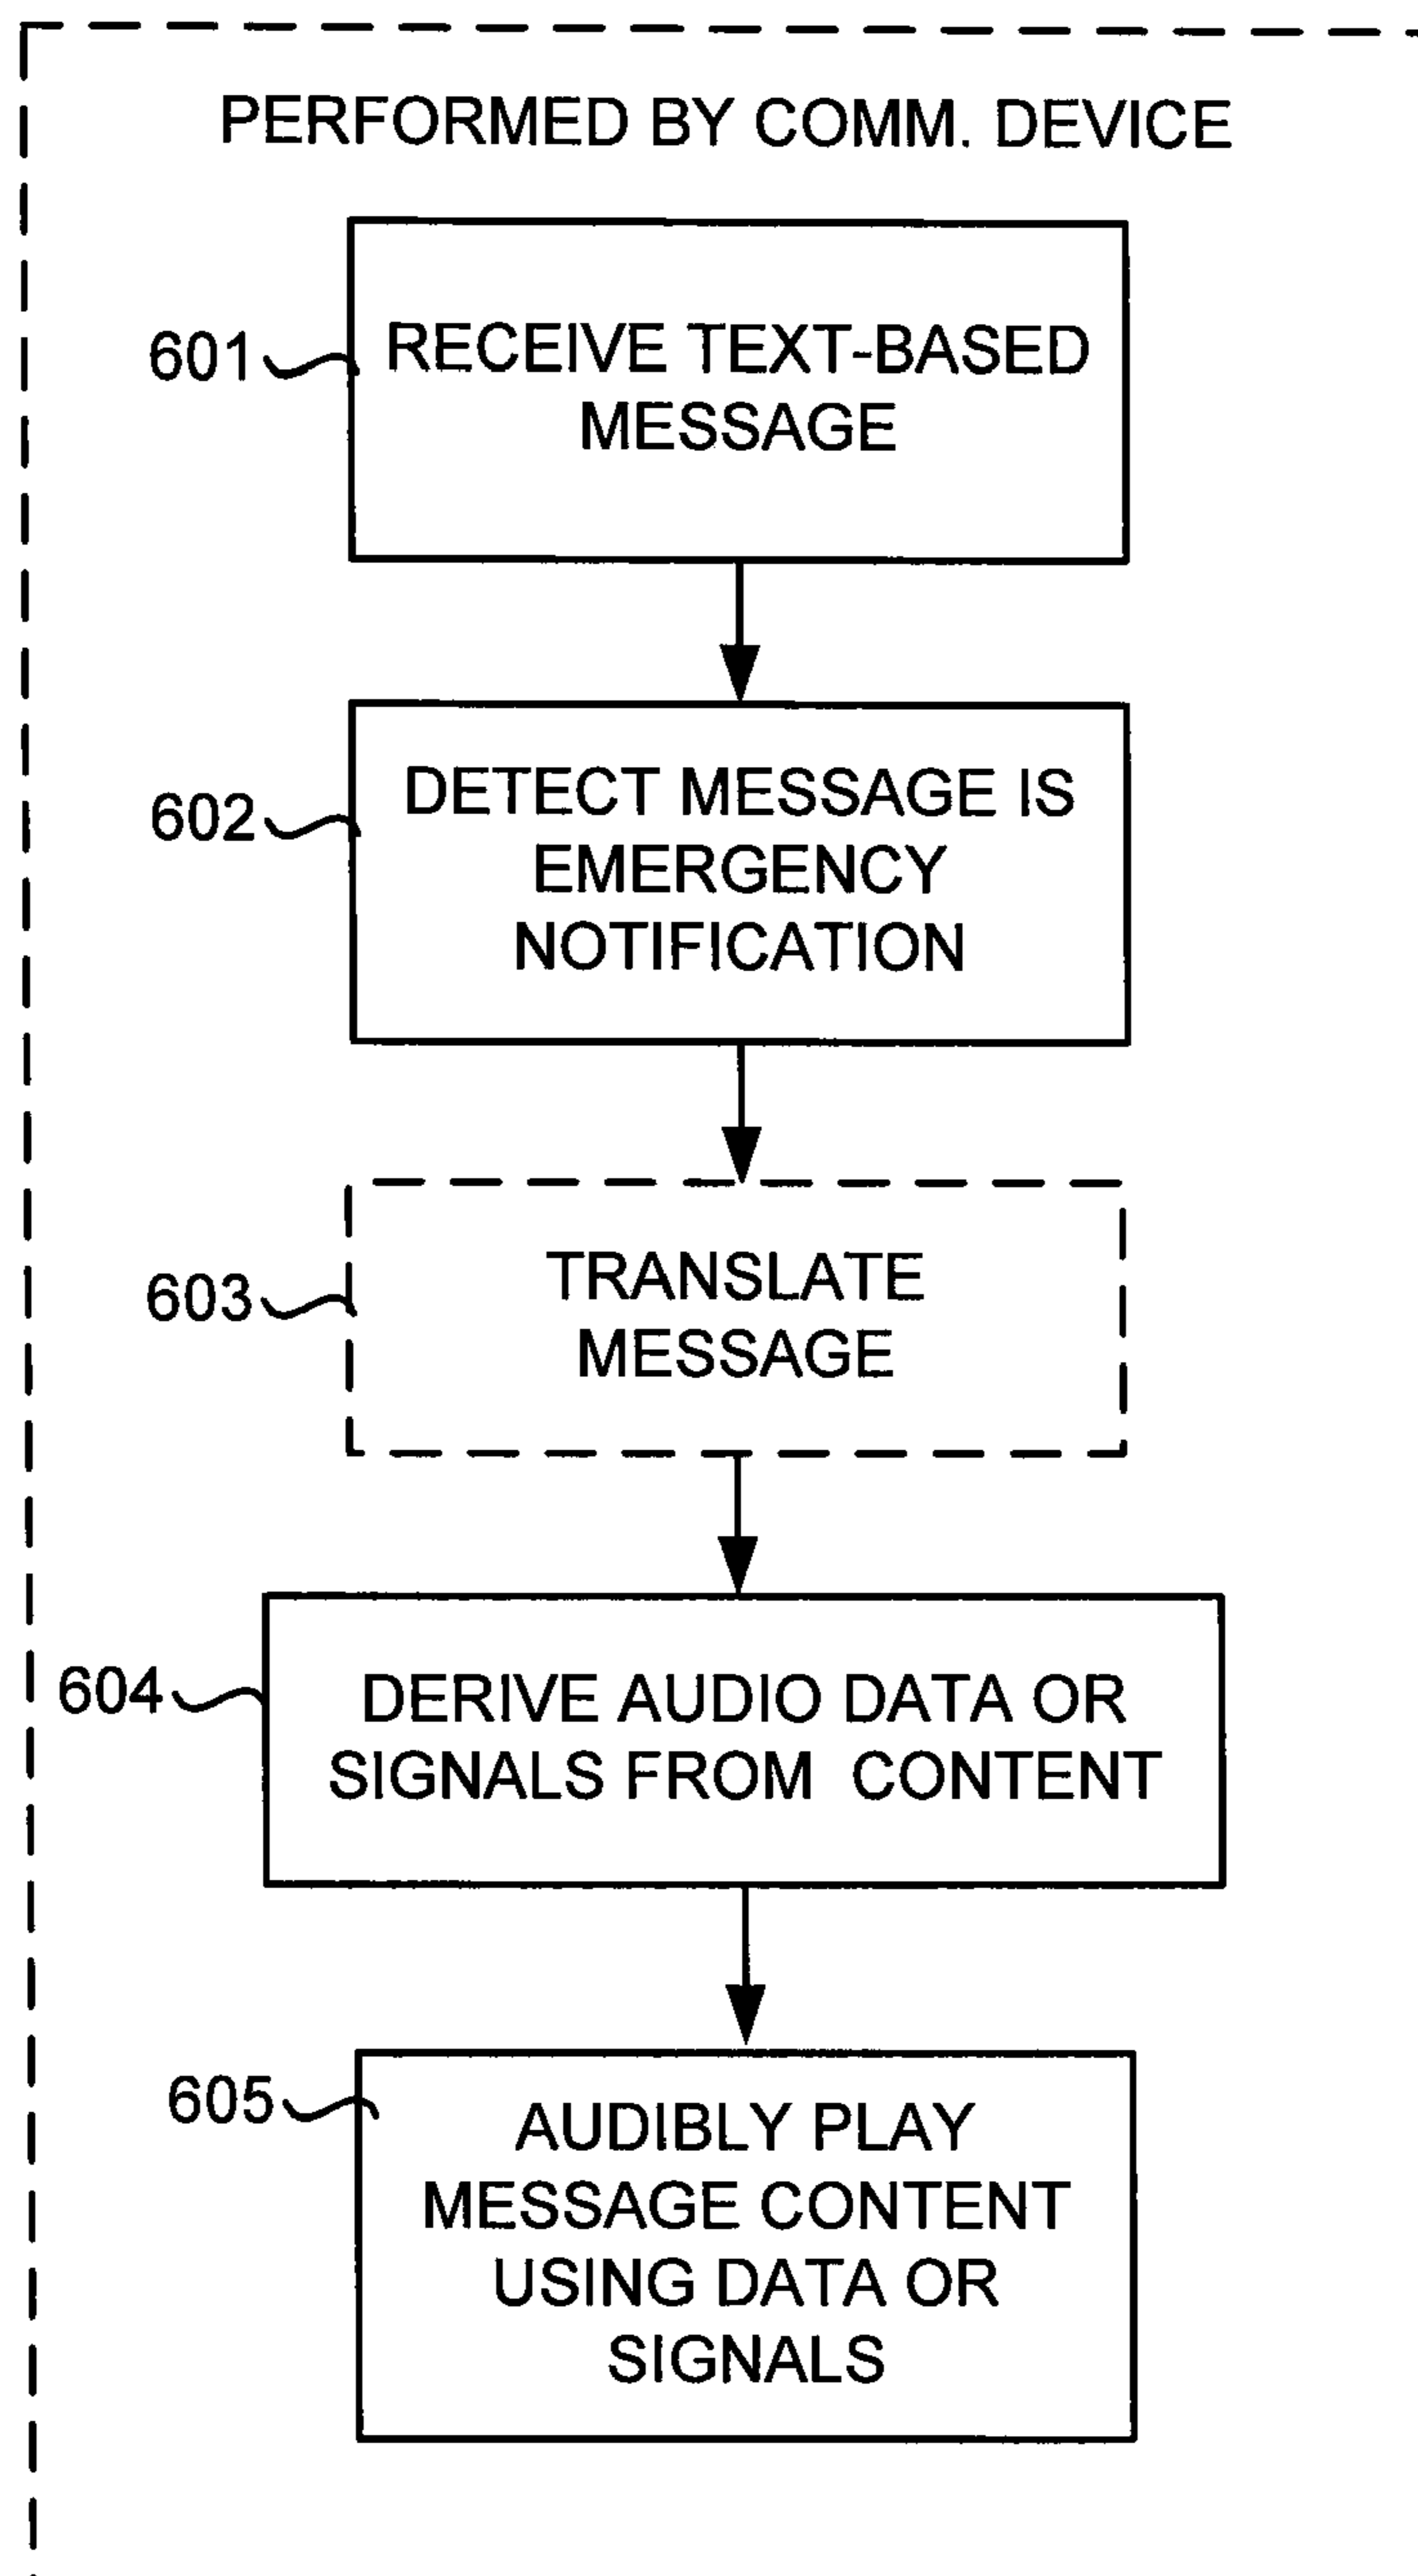 PERFORMED BY COMM. DEVICE
601
RECEIVE TEXT-BASED
MESSAGE
602
DETECT MESSAGE IS
EMERGENCY
NOTIFICATION
603
TRANSLATE
MESSAGE
604
DERIVE AUDIO DATA OR
SIGNALS FROM CONTENT
605
AUDIBLY PLAY
MESSAGE CONTENT
USING DATA OR
SIGNALS